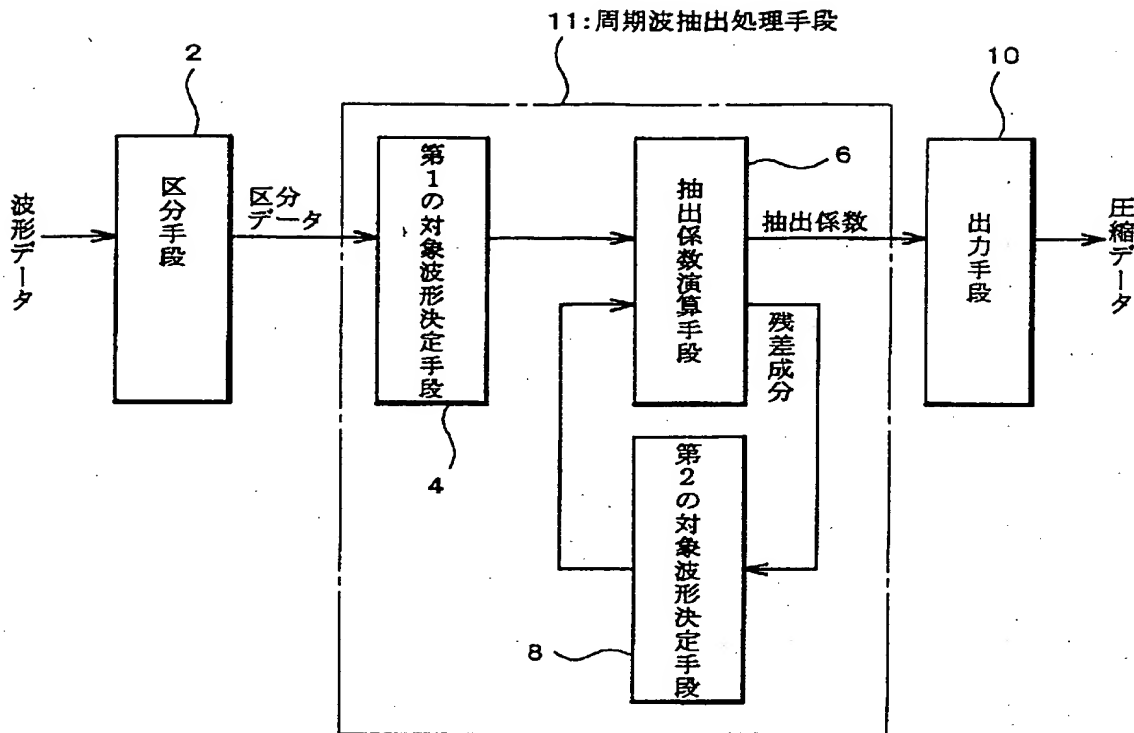 11:周期波抽出処理手段
2
10
波形データ
区分手段
区分
データ
第1の対象波形決定手段
4
抽出係数演算手段
6
抽出係数
残差成分
第2の対象波形決定手段
8
出力手段
圧縮データ